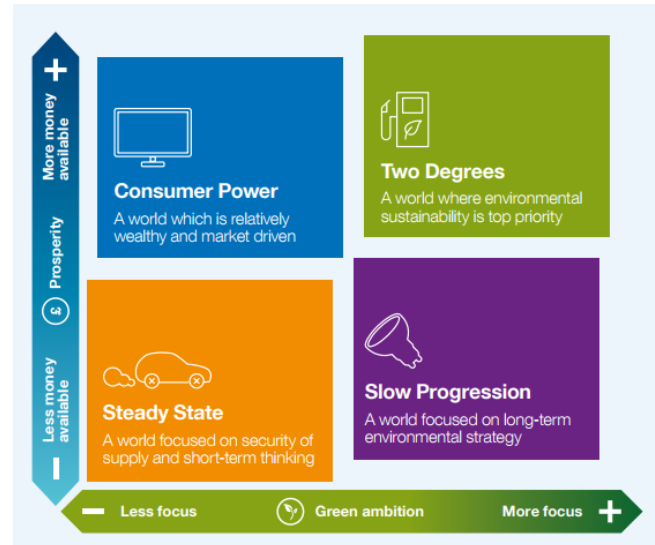 More money
available
£ Prosperity
Less money
available
Consumer Power
A world which is relatively
wealthy and market driven
Two Degrees
A world where environmental
sustainability is top priority
Steady State
A world focused on security of
supply and short-term thinking
Slow Progression
A world focused on long-term
environmental strategy
Less focus
Green ambition
More focus